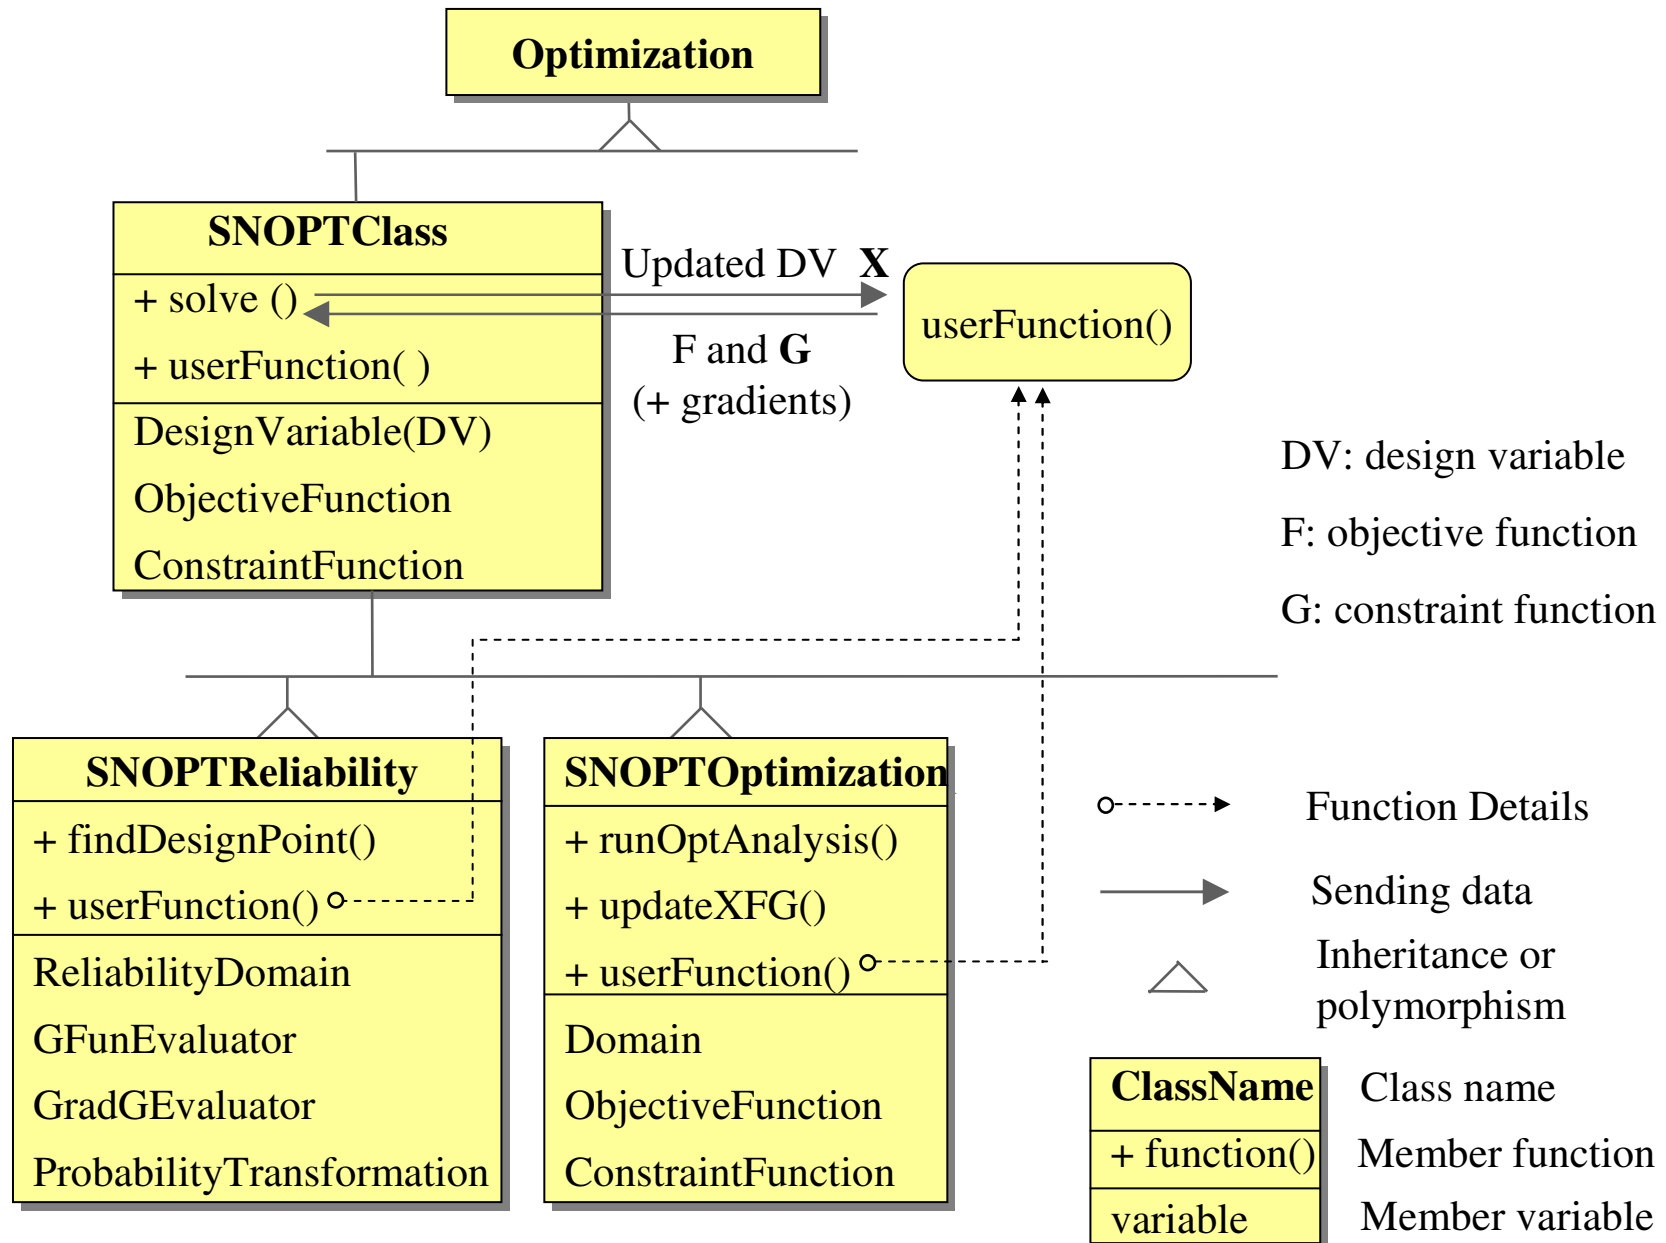 Optimization
SNOPTClass
+ solve ()
+ userFunction( )
DesignVariable(DV)
ObjectiveFunction
ConstraintFunction
Updated DV X
F and G
(+ gradients)
userFunction()
DV: design variable
F: objective function
G: constraint function
SNOPTReliability
+ findDesignPoint()
+ userFunction()
ReliabilityDomain
GFunEvaluator
GradGEvaluator
ProbabilityTransformation
SNOPTOptimization
+ runOptAnalysis()
+ updateXFG()
+ userFunction()
Domain
ObjectiveFunction
ConstraintFunction
Function Details
Sending data
Inheritance or
polymorphism
ClassName
Class name
+ function()
Member function
variable
Member variable